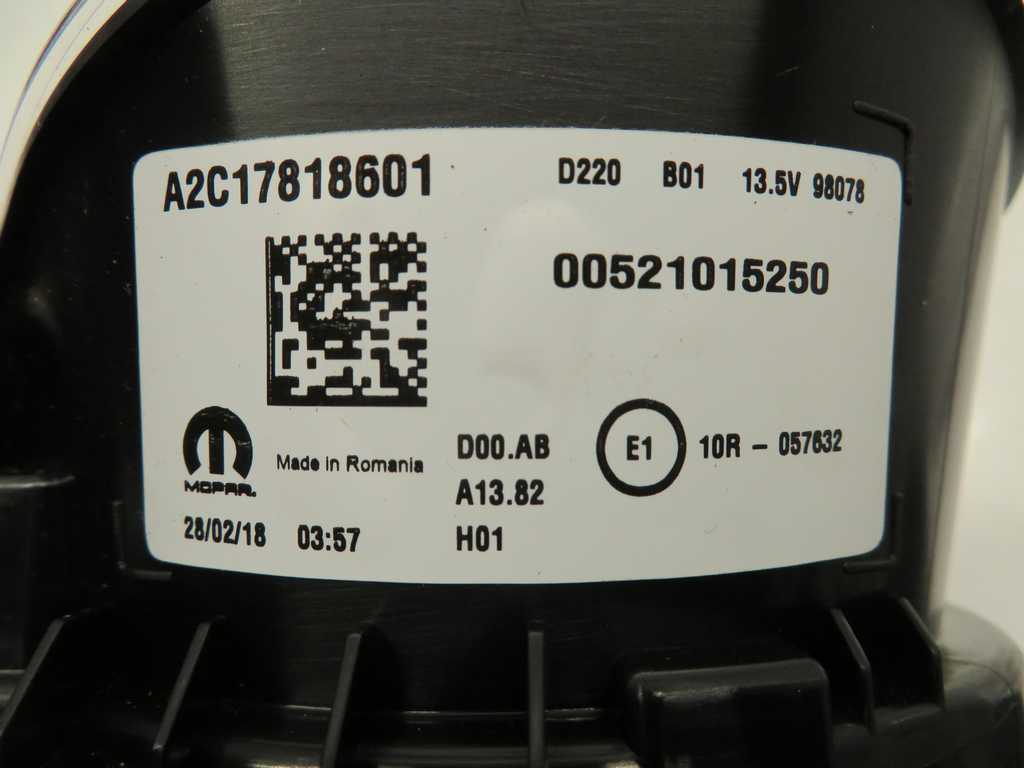 A2C17818601 D220 B01 13.5V 98078
00521015250
MOPAR. Made in Romania D00.AB E1 10R - 057632
A13.82
28/02/18 03:57 H01